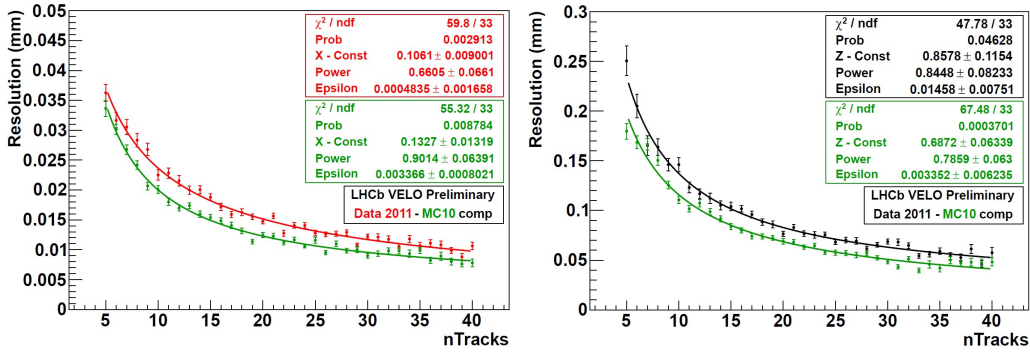 Resolution (mm)
0.05
0.045
0.04
0.035
0.03
0.025
0.02
0.015
0.01
0.005
0
5 10 15 20 25 30 35 40
nTracks
χ² / ndf 59.8 / 33
Prob 0.002913
X - Const 0.1061 ± 0.009001
Power 0.6605 ± 0.0661
Epsilon 0.0004835 ± 0.001658
χ² / ndf 55.32 / 33
Prob 0.008784
X - Const 0.1327 ± 0.01319
Power 0.9014 ± 0.06391
Epsilon 0.003366 ± 0.0008021
LHCb VELO Preliminary
Data 2011 - MC10 comp
Resolution (mm)
0.3
0.25
0.2
0.15
0.1
0.05
0
5 10 15 20 25 30 35 40
nTracks
χ² / ndf 47.78 / 33
Prob 0.04628
Z - Const 0.8578 ± 0.1154
Power 0.8448 ± 0.08233
Epsilon 0.01458 ± 0.00751
χ² / ndf 67.48 / 33
Prob 0.0003701
Z - Const 0.6872 ± 0.06339
Power 0.7859 ± 0.063
Epsilon 0.003352 ± 0.006235
LHCb VELO Preliminary
Data 2011 - MC10 comp